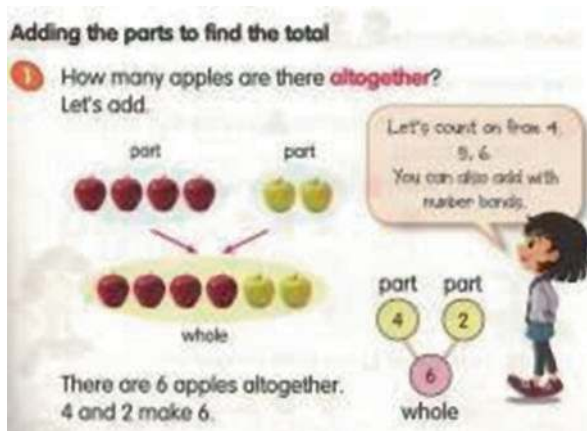 Adding the parts to find the total
1 How many apples are there altogether?
Let's add.
part part
Let's count on from 4.
5, 6.
You can also add with
number bonds.
whole
part part
4 2
6
whole
There are 6 apples altogether.
4 and 2 make 6.